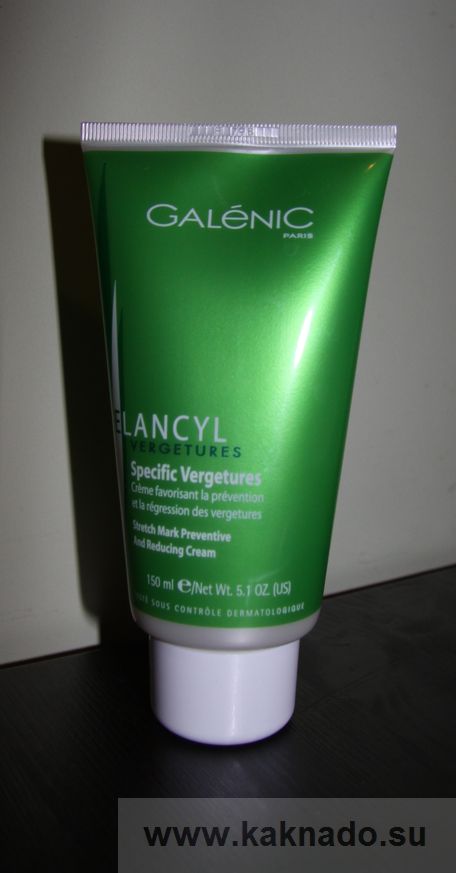 GALéNIC
PARIS
ELANCYL
VERGETURES
Specific Vergetures
Crème favorisant la prévention
et la régression des vergetures
Stretch Mark Preventive
And Reducing Cream
150 ml e/Net Wt. 5.1 OZ. (US)
SOUS CONTRÔLE DERMATOLOGIQUE
www.kaknado.su